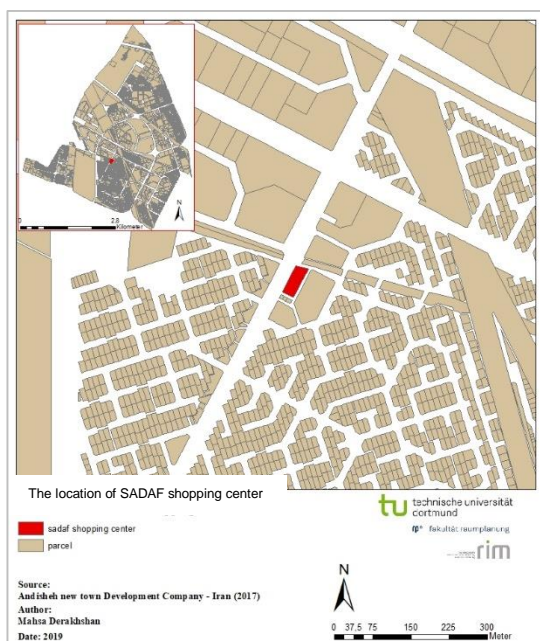 N
0 2.8
Kilometer
The location of SADAF shopping center
sadaf shopping center
parcel
tu technische universität
dortmund
fakultät raumplanung
rim
Source:
Andisheh new town Development Company - Iran (2017)
Author:
Mahsa Derakhshan
Date: 2019
N
0 37.5 75 150 225 300
Meter